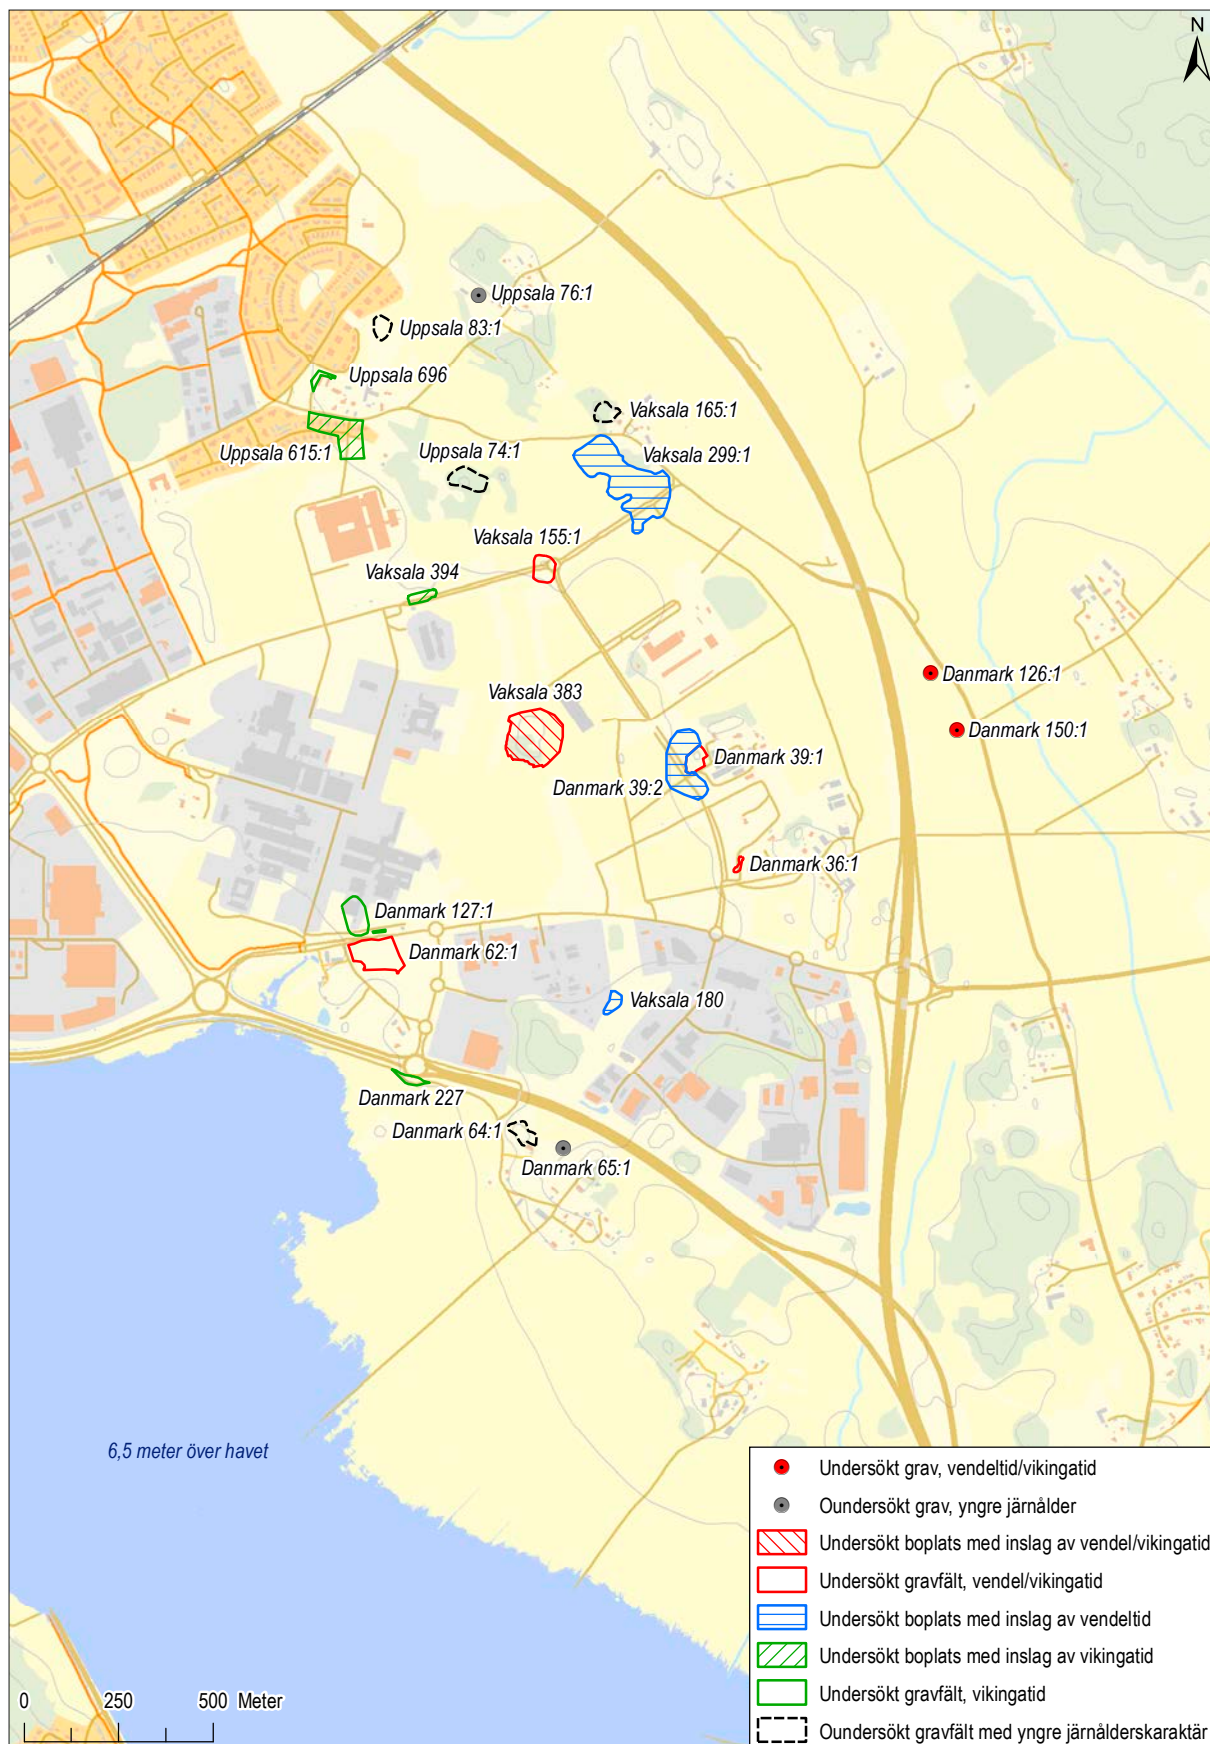 N
Uppsala 76:1
Uppsala 83:1
Uppsala 696
Vaksala 165:1
Uppsala 615:1
Uppsala 74:1
Vaksala 299:1
Vaksala 155:1
Vaksala 394
Danmark 126:1
Vaksala 383
Danmark 150:1
Danmark 39:1
Danmark 39:2
Danmark 36:1
Danmark 127:1
Danmark 62:1
Vaksala 180
Danmark 227
Danmark 64:1
Danmark 65:1
6,5 meter över havet
Undersökt grav, vendeltid/vikingatid
Oundersökt grav, yngre järnålder
Undersökt boplats med inslag av vendel/vikingatid
Undersökt gravfält, vendel/vikingatid
Undersökt boplats med inslag av vendeltid
Undersökt boplats med inslag av vikingatid
Undersökt gravfält, vikingatid
Oundersökt gravfält med yngre järnålderskaraktär
0 250 500 Meter